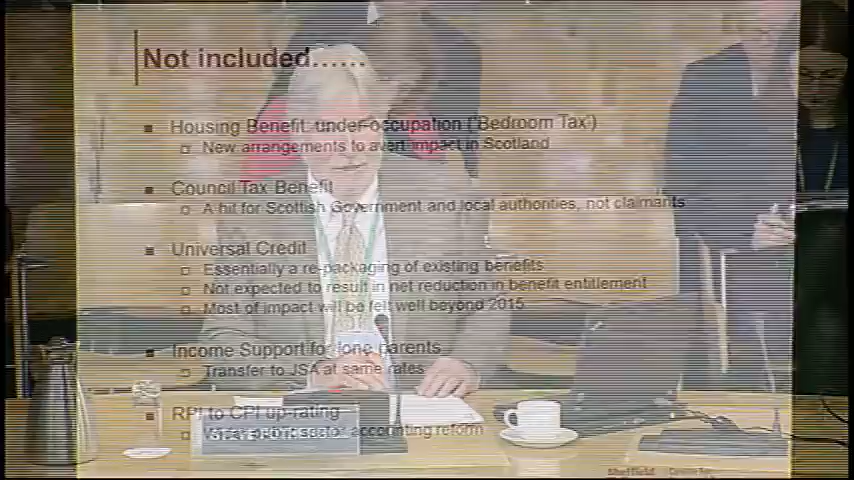 Not included......
Housing Benefit 'under-occupation ('Bedroom Tax')
New arrangements to avert impact in Scotland
Council Tax Benefit
A hit for Scottish Government and local authorities, not claimants
Universal Credit
Essentially a re-packaging of existing benefits
Not expected to result in net reduction in benefit entitlement
Most of impact will be felt well beyond 2015
Income Support for lone parents
Transfer to JSA at same rates
RPI to CPI up-rating
accounting reform
Sheffield